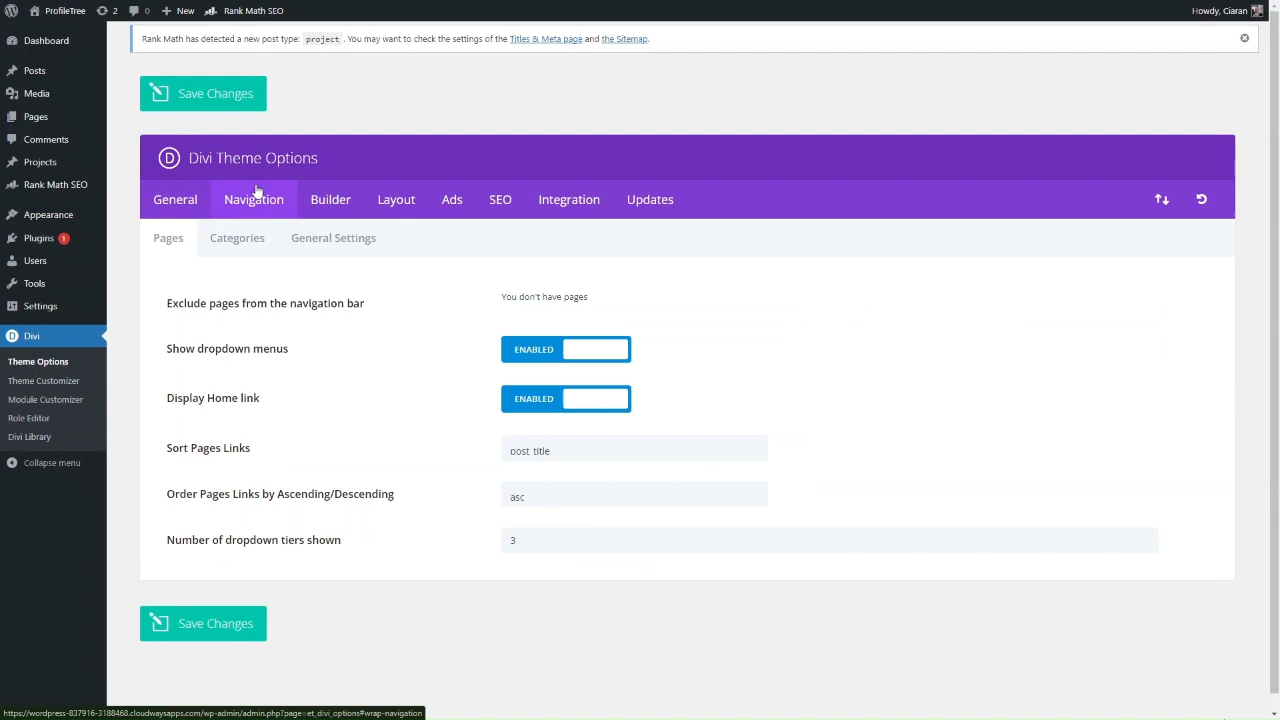 ProfileTree 2 0 New Rank Math SEO Howdy, Ciaran
Dashboard
Posts
Media
Pages
Comments
Projects
Rank Math SEO
Appearance
Plugins 1
Users
Tools
Settings
Divi
Theme Options
Theme Customizer
Module Customizer
Role Editor
Divi Library
Collapse menu
Rank Math has detected a new post type: project. You may want to check the settings of the Titles & Meta page and the Sitemap.
Save Changes
D Divi Theme Options
General Navigation Builder Layout Ads SEO Integration Updates
Pages Categories General Settings
Exclude pages from the navigation bar You don't have pages
Show dropdown menus ENABLED
Display Home link ENABLED
Sort Pages Links post_title
Order Pages Links by Ascending/Descending asc
Number of dropdown tiers shown 3
Save Changes
https://wordpress-837916-3188468.cloudwaysapps.com/wp-admin/admin.php?page=et_divi_options#wrap-navigation